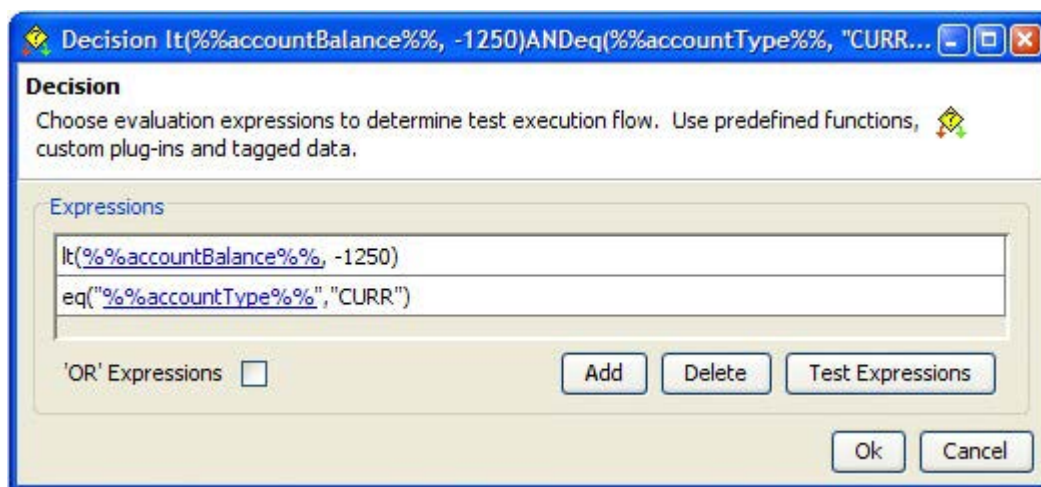 Decision lt(%%accountBalance%%, -1250)ANDeq(%%accountType%%, "CURR...
Decision
Choose evaluation expressions to determine test execution flow. Use predefined functions,
custom plug-ins and tagged data.
Expressions
lt(%%accountBalance%%, -1250)
eq("%%accountType%%","CURR")
'OR' Expressions
Add
Delete
Test Expressions
Ok
Cancel